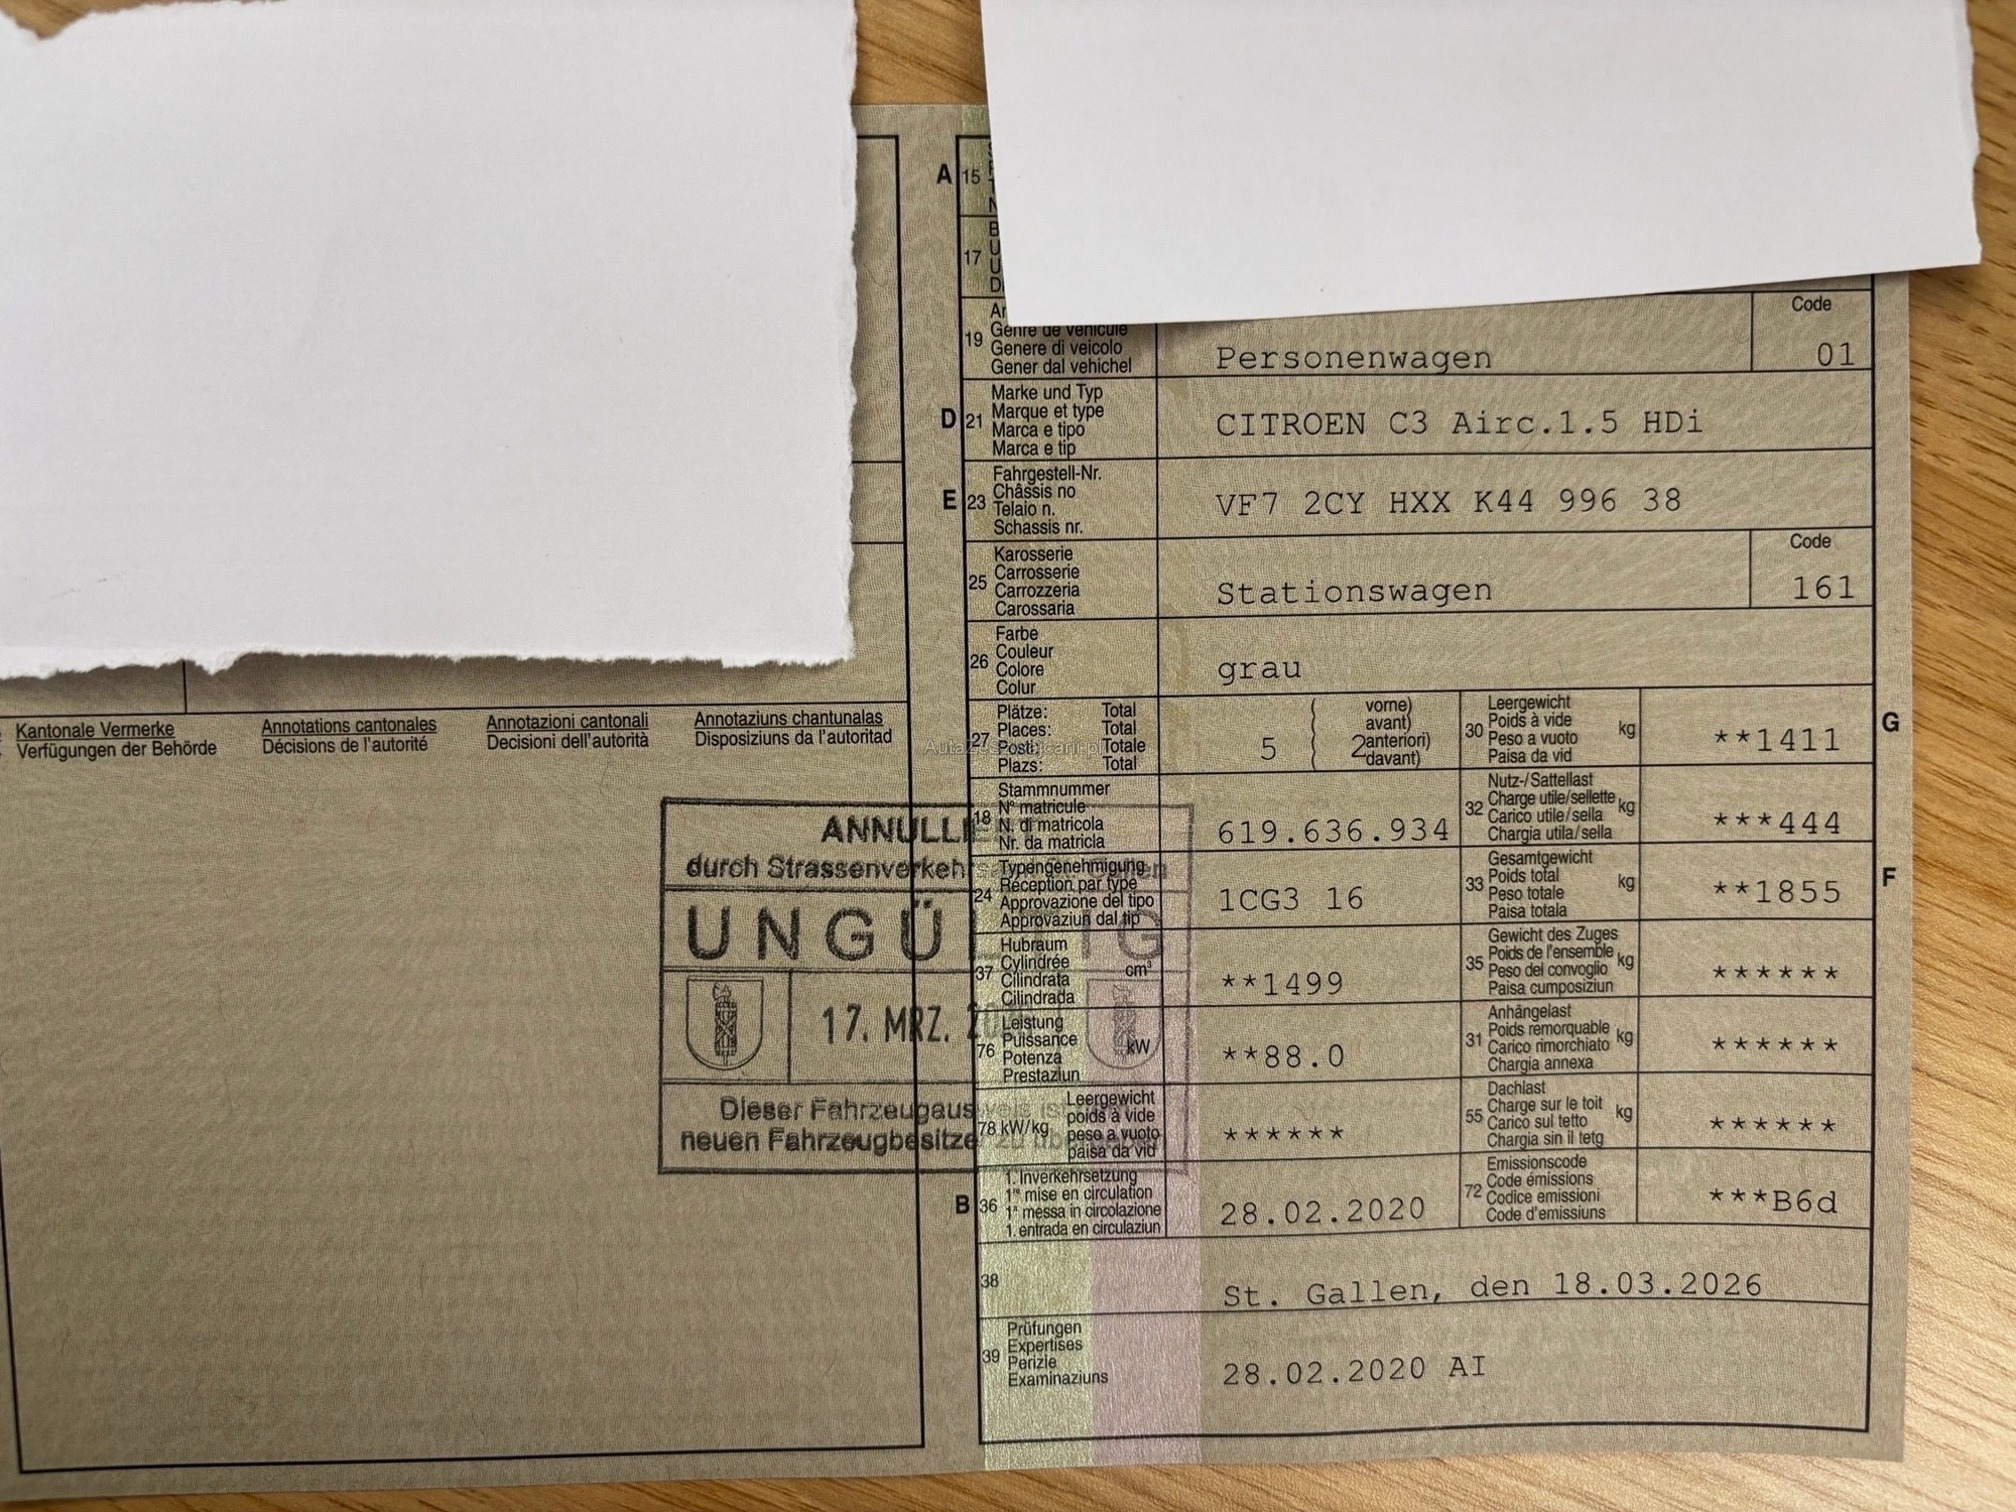 Kantonale Vermerke
Verfügungen der Behörde
Annotations cantonales
Décisions de l'autorité
Annotazioni cantonali
Decisioni dell'autorità
Annotaziuns chantunalas
Disposiziuns da l'autoritad
ANNULLI
durch Strassenverkehrs
UNGÜLTIG
17. MRZ.
Dieser Fahrzeugausweis ist
neuen Fahrzeugbesitzer zu
A 15
17
19
Genre de véhicule
Genere di veicolo
Gener dal vehichel
Personenwagen
Code
01
D 21
Marke und Typ
Marque et type
Marca e tipo
Marca e tip
CITROEN C3 Airc.1.5 HDi
E 23
Fahrgestell-Nr.
Châssis no
Telaio n.
Schassis nr.
VF7 2CY HXX K44 996 38
25
Karosserie
Carrosserie
Carrozzeria
Carossaria
Stationswagen
Code
161
26
Farbe
Couleur
Colore
Colur
grau
27
Plätze: Total
Places: Total
Posti: Totale
Plazs: Total
5
2
vorne)
avant)
anteriori)
davant)
30
Leergewicht
Poids à vide
Peso a vuoto
Paisa da vid
kg
**1411
G
18
Stammnummer
N° matricule
N. di matricola
Nr. da matricla
619.636.934
32
Nutz-/Sattellast
Charge utile/sellette
Carico utile/sella
Chargia utila/sella
kg
***444
24
Typengenehmigung
Réception par type
Approvazione del tipo
Approvaziun dal tip
1CG3 16
33
Gesamtgewicht
Poids total
Peso totale
Paisa totala
kg
**1855
F
37
Hubraum
Cylindrée
Cilindrata
Cilindrada
cm³
**1499
35
Gewicht des Zuges
Poids de l'ensemble
Peso del convoglio
Paisa cumposiziun
kg
******
76
Leistung
Puissance
Potenza
Prestaziun
kW
**88.0
31
Anhängelast
Poids remorquable
Carico rimorchiato
Chargia annexa
kg
******
78 kW/kg
Leergewicht
poids à vide
peso a vuoto
paisa da vid
******
55
Dachlast
Charge sur le toit
Carico sul tetto
Chargia sin il tetg
kg
******
B 36
1. Inverkehrsetzung
1re mise en circulation
1a messa in circolazione
1. entrada en circulaziun
28.02.2020
72
Emissionscode
Code émissions
Codice emissioni
Code d'emissiuns
***B6d
38
St. Gallen, den 18.03.2026
39
Prüfungen
Expertises
Perizie
Examinaziuns
28.02.2020 AI